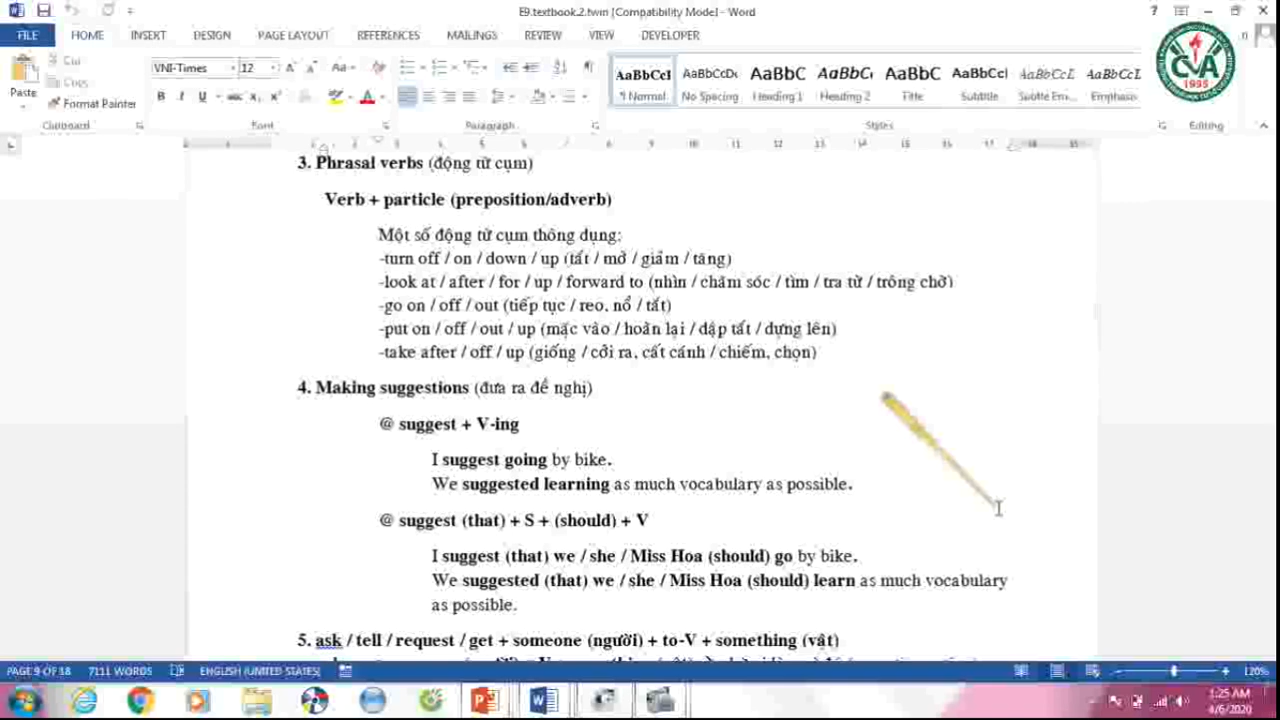 E9.textbook.2.twm [Compatibility Mode] - Word
FILE HOME INSERT DESIGN PAGE LAYOUT REFERENCES MAILINGS REVIEW VIEW DEVELOPER
Cut
Copy
Paste
Format Painter
VNI-Times 12
AaBbCcI AaBbCcDc AaBbC AaBbCc AaBbC AaBbCcI AaBbCcD AaBbCcD
¶ Normal No Spacing Heading 1 Heading 2 Title Subtitle Subtle Em... Emphasis
Clipboard Font Paragraph Styles Editing
CVA
1995
3. Phrasal verbs (động từ cụm)
Verb + particle (preposition/adverb)
Một số động từ cụm thông dụng:
-turn off / on / down / up (tắt / mở / giảm / tăng)
-look at / after / for / up / forward to (nhìn / chăm sóc / tìm / tra từ / trông chờ)
-go on / off / out (tiếp tục / reo, nổ / tắt)
-put on / off / out / up (mặc vào / hoãn lại / dập tắt / dựng lên)
-take after / off / up (giống / cởi ra, cất cánh / chiếm, chọn)
4. Making suggestions (đưa ra đề nghị)
@ suggest + V-ing
I suggest going by bike.
We suggested learning as much vocabulary as possible.
@ suggest (that) + S + (should) + V
I suggest (that) we / she / Miss Hoa (should) go by bike.
We suggested (that) we / she / Miss Hoa (should) learn as much vocabulary
as possible.
5. ask / tell / request / get + someone (người) + to-V + something (vật)
PAGE 9 OF 18 7111 WORDS ENGLISH (UNITED STATES) 120%
1:25 AM
4/6/2020